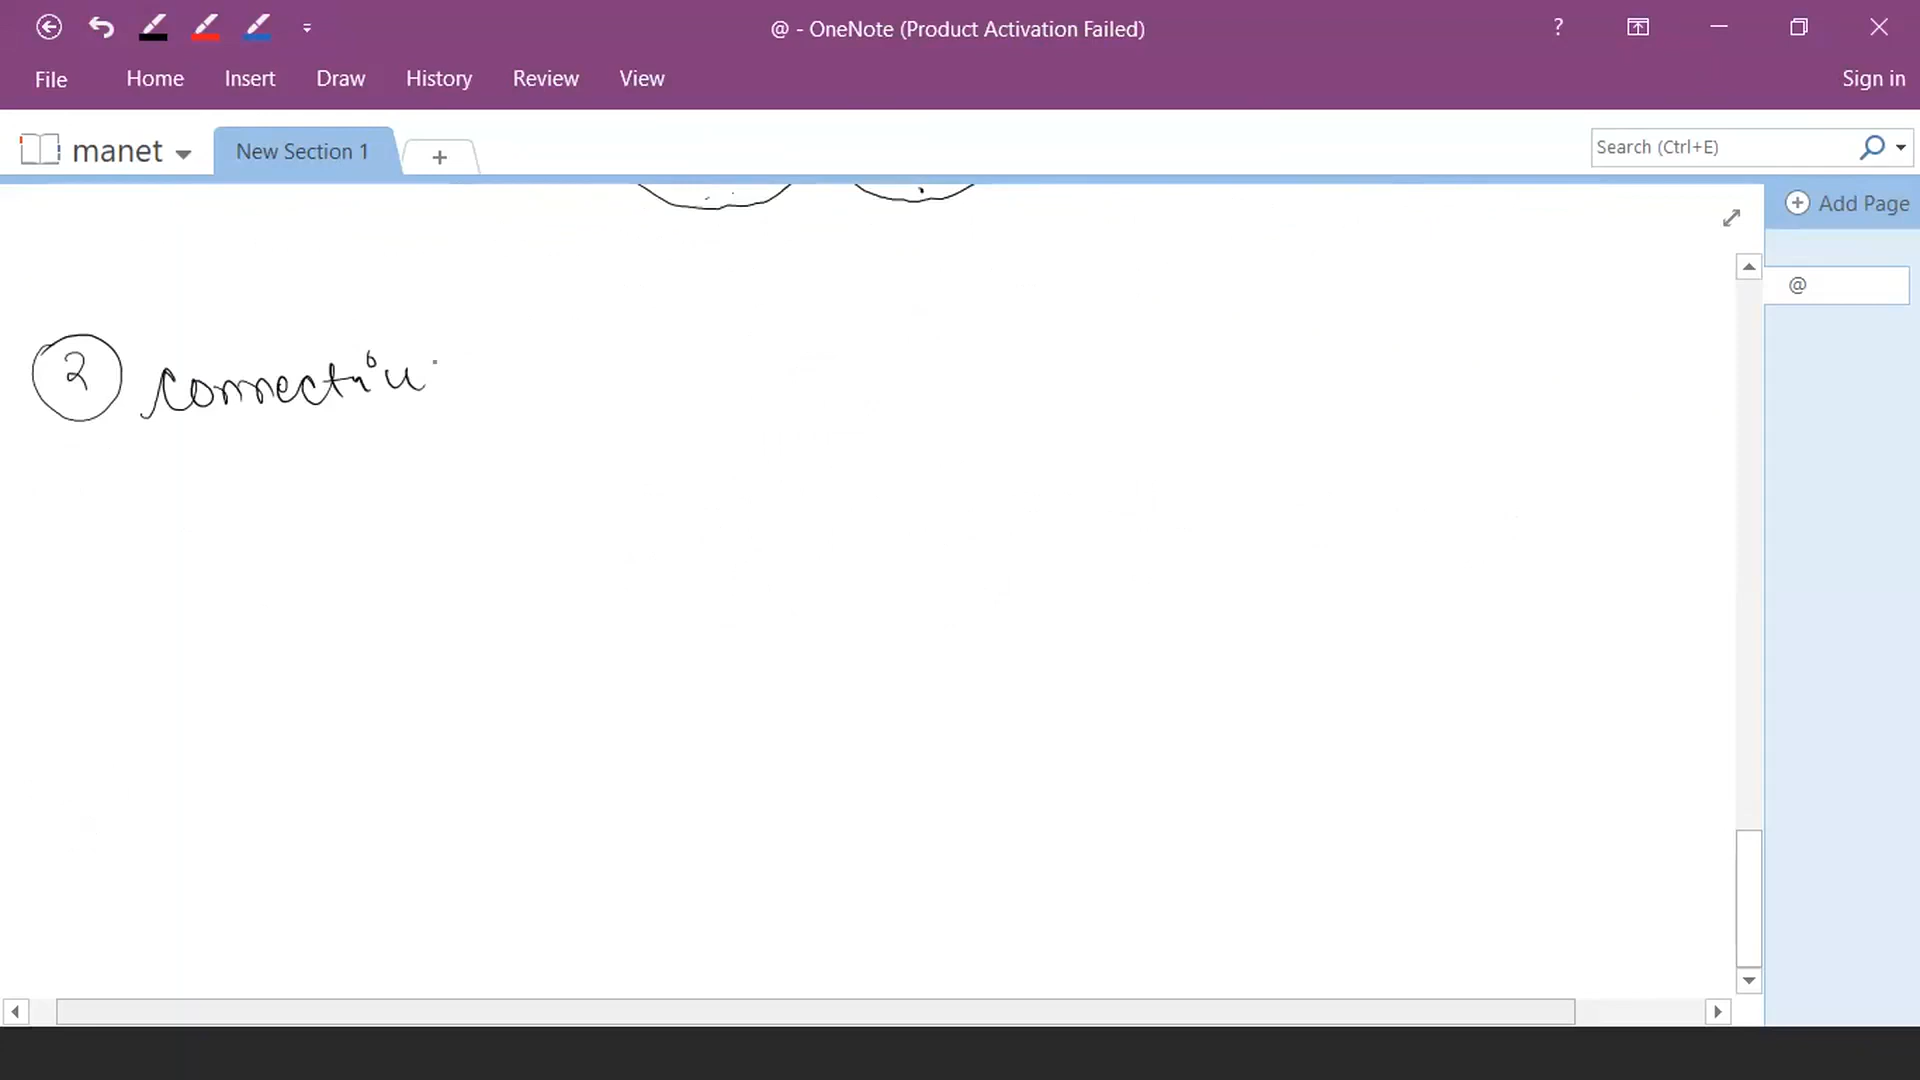 @ - OneNote (Product Activation Failed)
?
File Home Insert Draw History Review View Sign in
manet New Section 1 + Search (Ctrl+E)
Add Page
@
2 connectiu